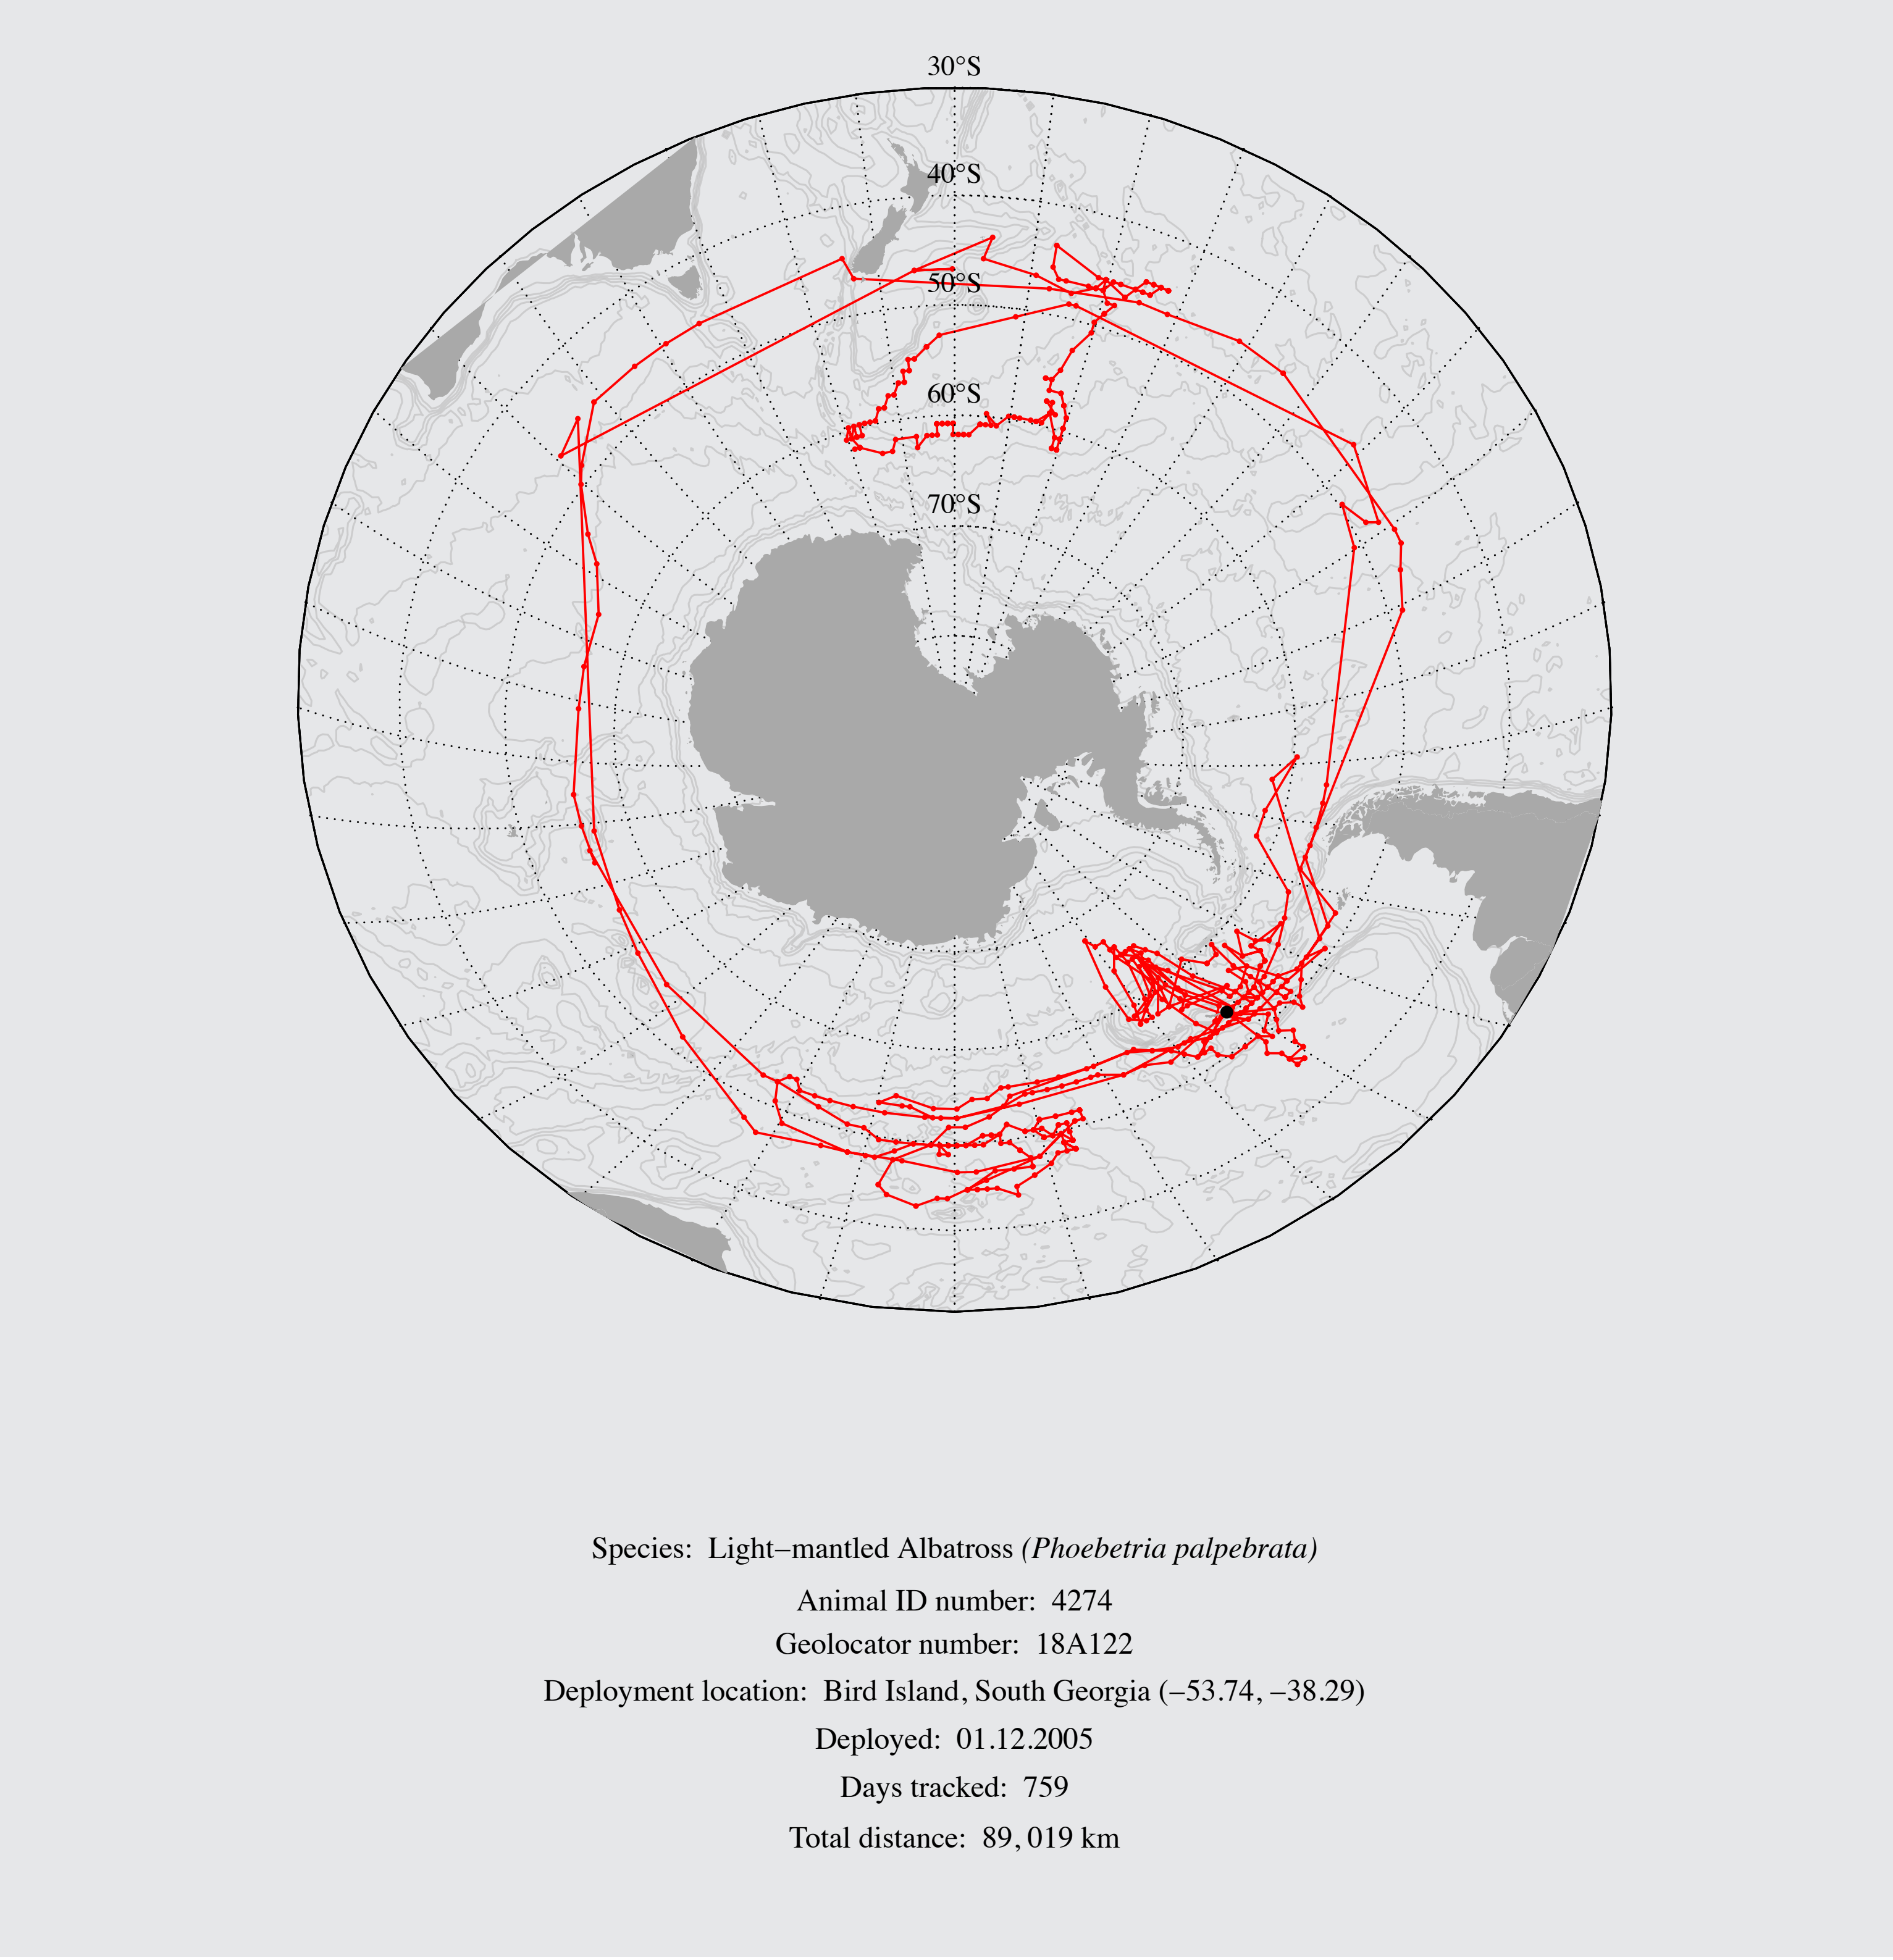 30°S
40°S
50°S
60°S
70°S
Species: Light−mantled Albatross (Phoebetria palpebrata)
Animal ID number: 4274
Geolocator number: 18A122
Deployment location: Bird Island, South Georgia (−53.74, −38.29)
Deployed: 01.12.2005
Days tracked: 759
Total distance: 89, 019 km